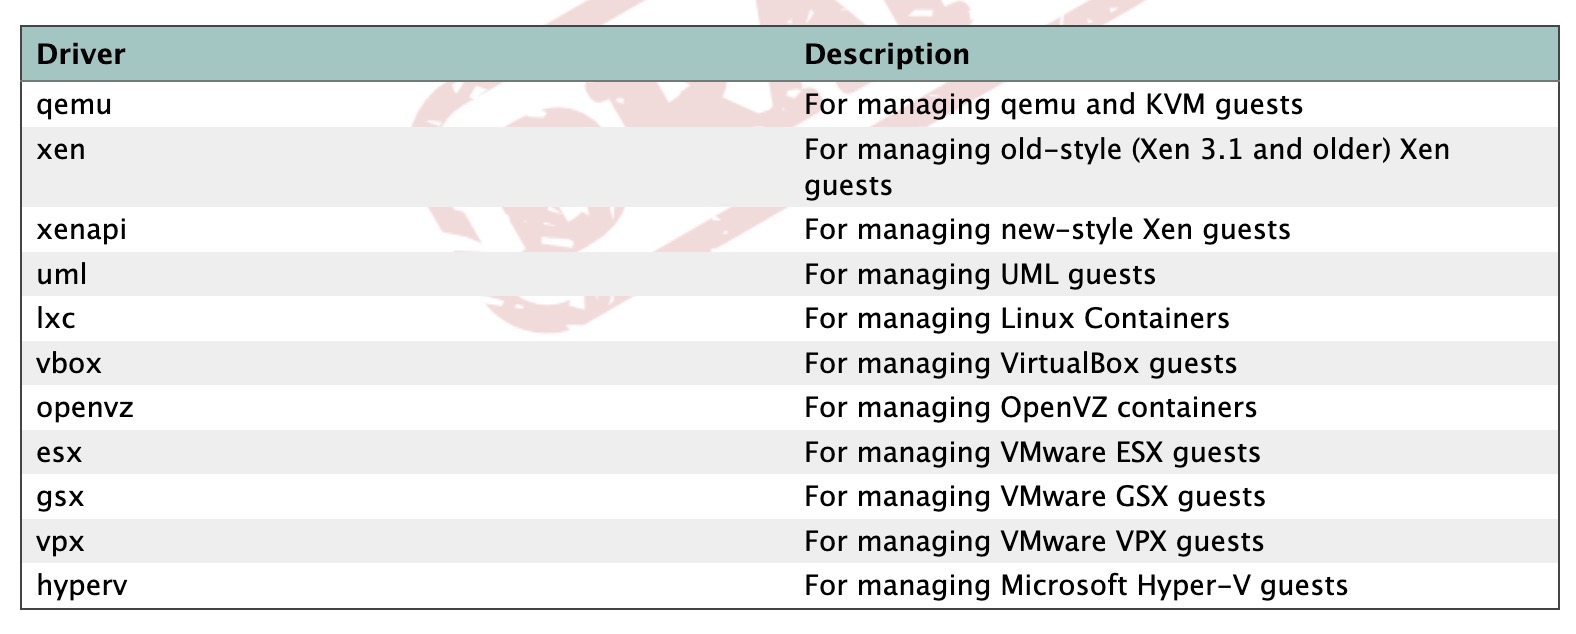 Driver Description
qemu For managing qemu and KVM guests
xen For managing old-style (Xen 3.1 and older) Xen
guests
xenapi For managing new-style Xen guests
uml For managing UML guests
lxc For managing Linux Containers
vbox For managing VirtualBox guests
openvz For managing OpenVZ containers
esx For managing VMware ESX guests
gsx For managing VMware GSX guests
vpx For managing VMware VPX guests
hyperv For managing Microsoft Hyper-V guests